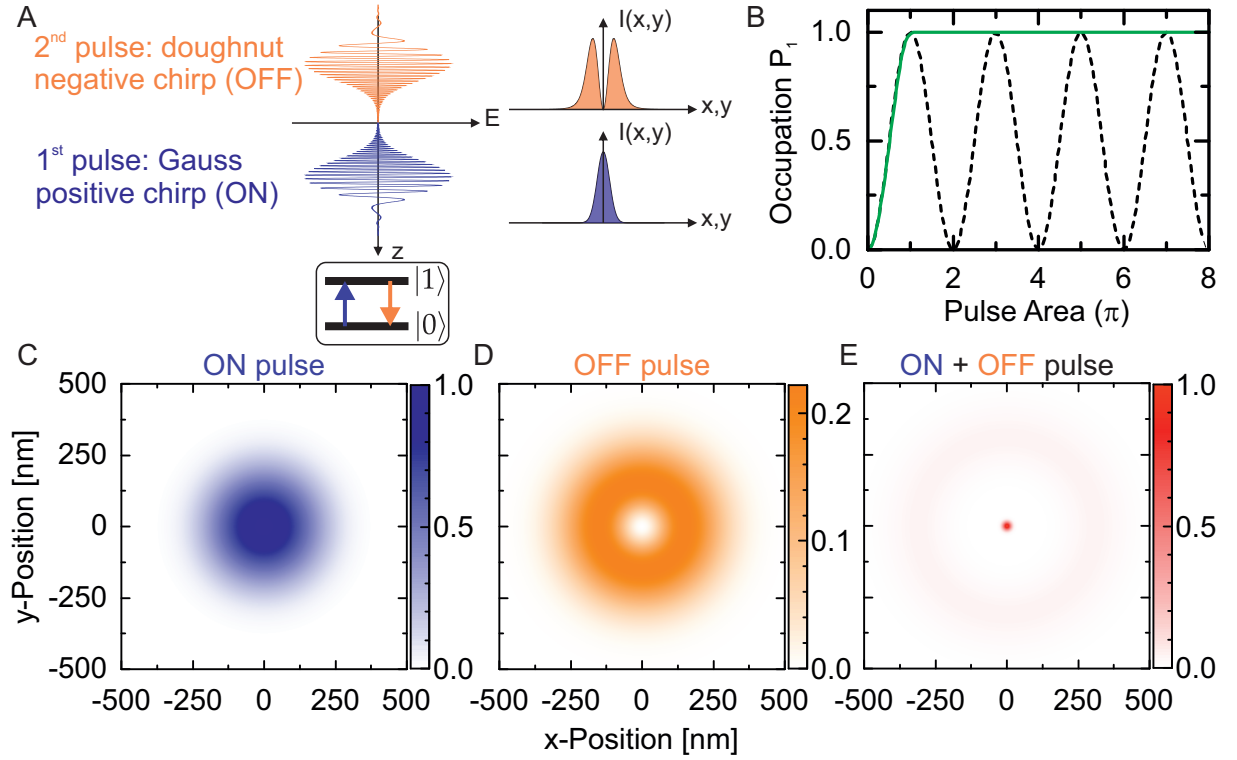 A
2nd pulse: doughnut
negative chirp (OFF)
E
1st pulse: Gauss
positive chirp (ON)
z
|1⟩
|0⟩
I(x,y)
x,y
I(x,y)
x,y
B
Occupation P1
1.0
0.5
0.0
0 2 4 6 8
Pulse Area (π)
C
ON pulse
y-Position [nm]
500
250
0
-250
-500
-500 -250 0 250 500
1.0
0.5
0.0
D
OFF pulse
-500 -250 0 250 500
0.2
0.1
0.0
x-Position [nm]
E
ON + OFF pulse
-500 -250 0 250 500
1.0
0.5
0.0